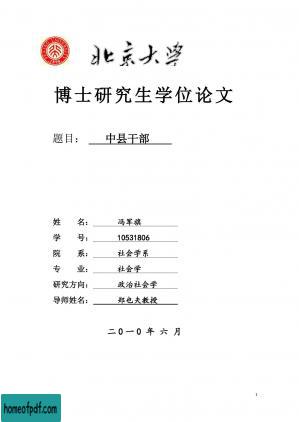 北京大学
博士研究生学位论文
题目： 中县干部
姓 名： 冯军旗
学 号： 10531806
院 系： 社会学系
专 业： 社会学
研究方向： 政治社会学
导师姓名： 郑也夫教授
二〇一〇年 六 月
1
homeofpdf.com